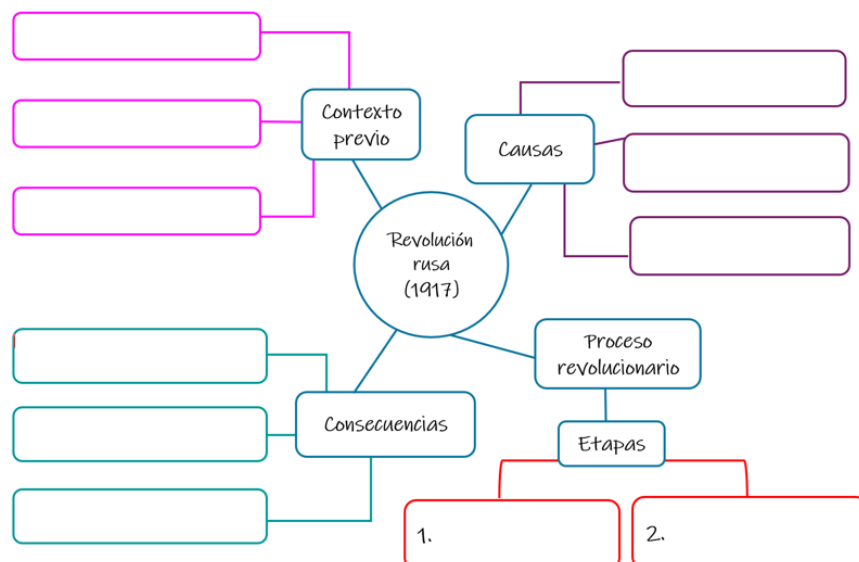 Contexto
previo
Causas
Revolución
rusa
(1917)
Proceso
revolucionario
Consecuencias
Etapas
1.
2.